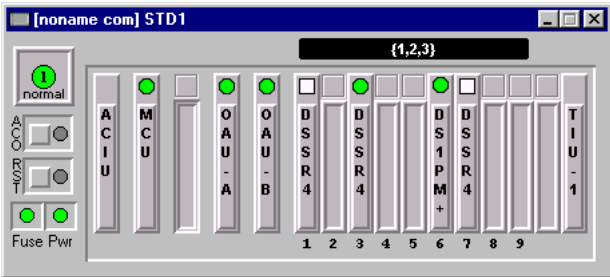 [noname com] STD1
{1,2,3}
1
normal
ACO
RST
Fuse Pwr
ACIU
MCU
OAU-A
OAU-B
DSSR4
DSSR4
DS1PM+
DSSR4
TIU-1
1 2 3 4 5 6 7 8 9